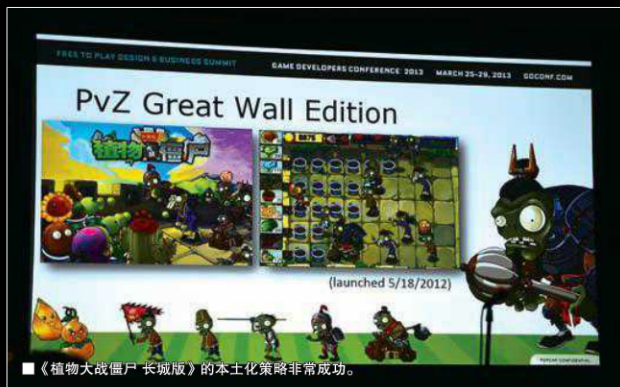 FREE TO PLAY DESIGN & BUSINESS SUMMIT
GAME DEVELOPERS CONFERENCE 2013 MARCH 25-29, 2013 GDCONF.COM
PvZ Great Wall Edition
植物大战僵尸
(launched 5/18/2012)
POPCAP CONFIDENTIAL
■《植物大战僵尸 长城版》的本土化策略非常成功。